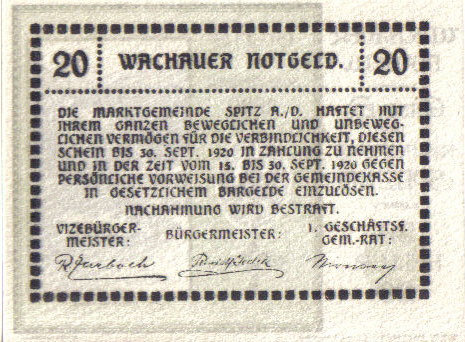 20 WACHAUER NOTGELD. 20
DIE MARKTGEMEINDE SPITZ A./D. HAFTET MIT
IHREM GANZEN BEWEGLICHEN UND UNBEWEG-
LICHEN VERMÖGEN FÜR DIE VERBINDLICHKEIT, DIESEN
SCHEIN BIS 30. SEPT. 1920 IN ZAHLUNG ZU NEHMEN
UND IN DER ZEIT VOM 15. BIS 30. SEPT. 1920 GEGEN
PERSÖNLICHE VORWEISUNG BEI DER GEMEINDEKASSE
IN GESETZLICHEM BARGELDE EINZULÖSEN.
NACHAHMUNG WIRD BESTRAFT.
VIZEBÜRGER-
MEISTER:
BÜRGERMEISTER:
1. GESCHÄFTSF.
GEM.-RAT: